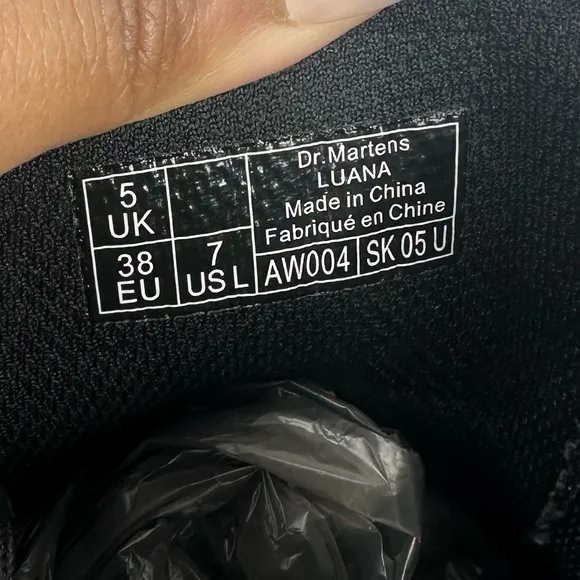 5
UK
38
EU
7
US L
Dr.Martens
LUANA
Made in China
Fabriqué en Chine
AW004
SK 05 U